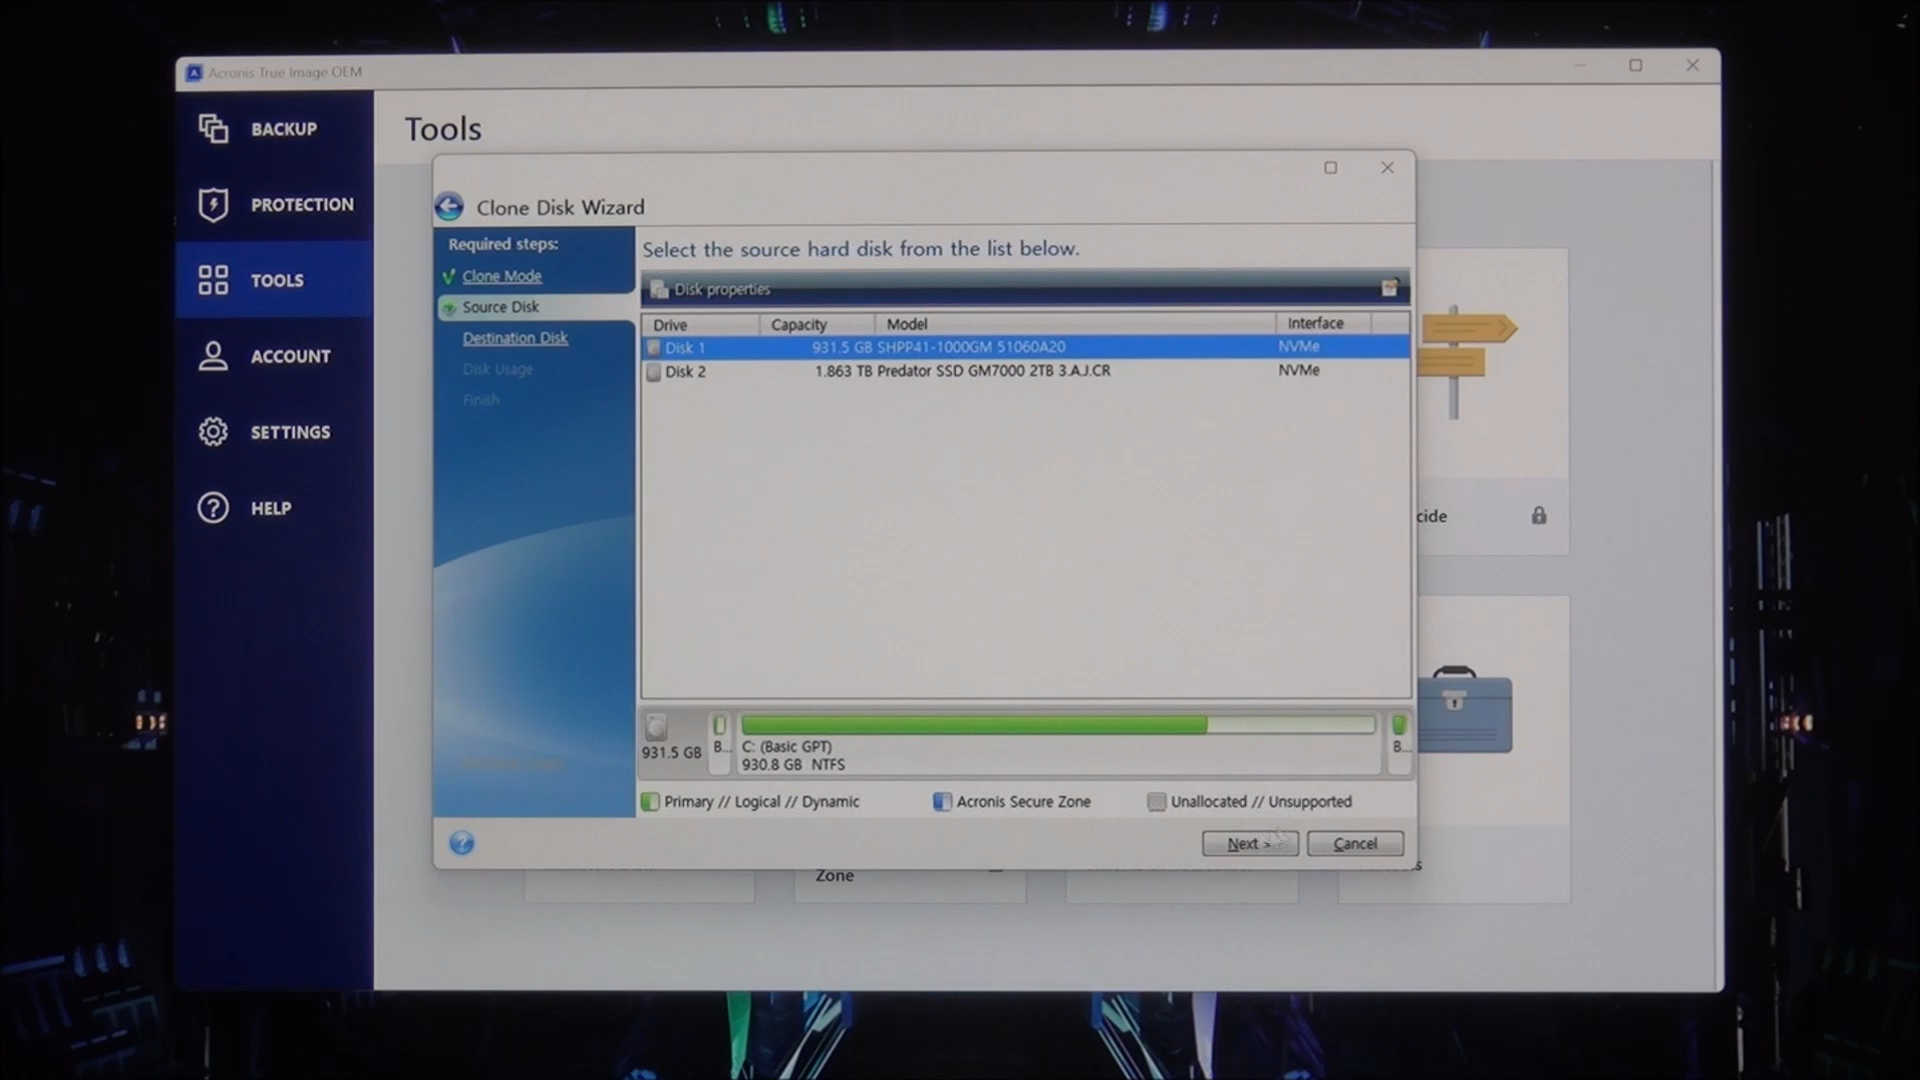 Acronis True Image OEM
BACKUP
PROTECTION
TOOLS
ACCOUNT
SETTINGS
HELP
Tools
Clone Disk Wizard
Required steps:
Clone Mode
Source Disk
Destination Disk
Disk Usage
Finish
Select the source hard disk from the list below.
Disk properties
Drive Capacity Model Interface
Disk 1 931.5 GB SHPP41-1000GM 51060A20 NVMe
Disk 2 1.863 TB Predator SSD GM7000 2TB 3.A.J.CR NVMe
931.5 GB
B...
C: (Basic GPT)
930.8 GB NTFS
B...
Primary // Logical // Dynamic Acronis Secure Zone Unallocated // Unsupported
Next > Cancel
cide
Zone